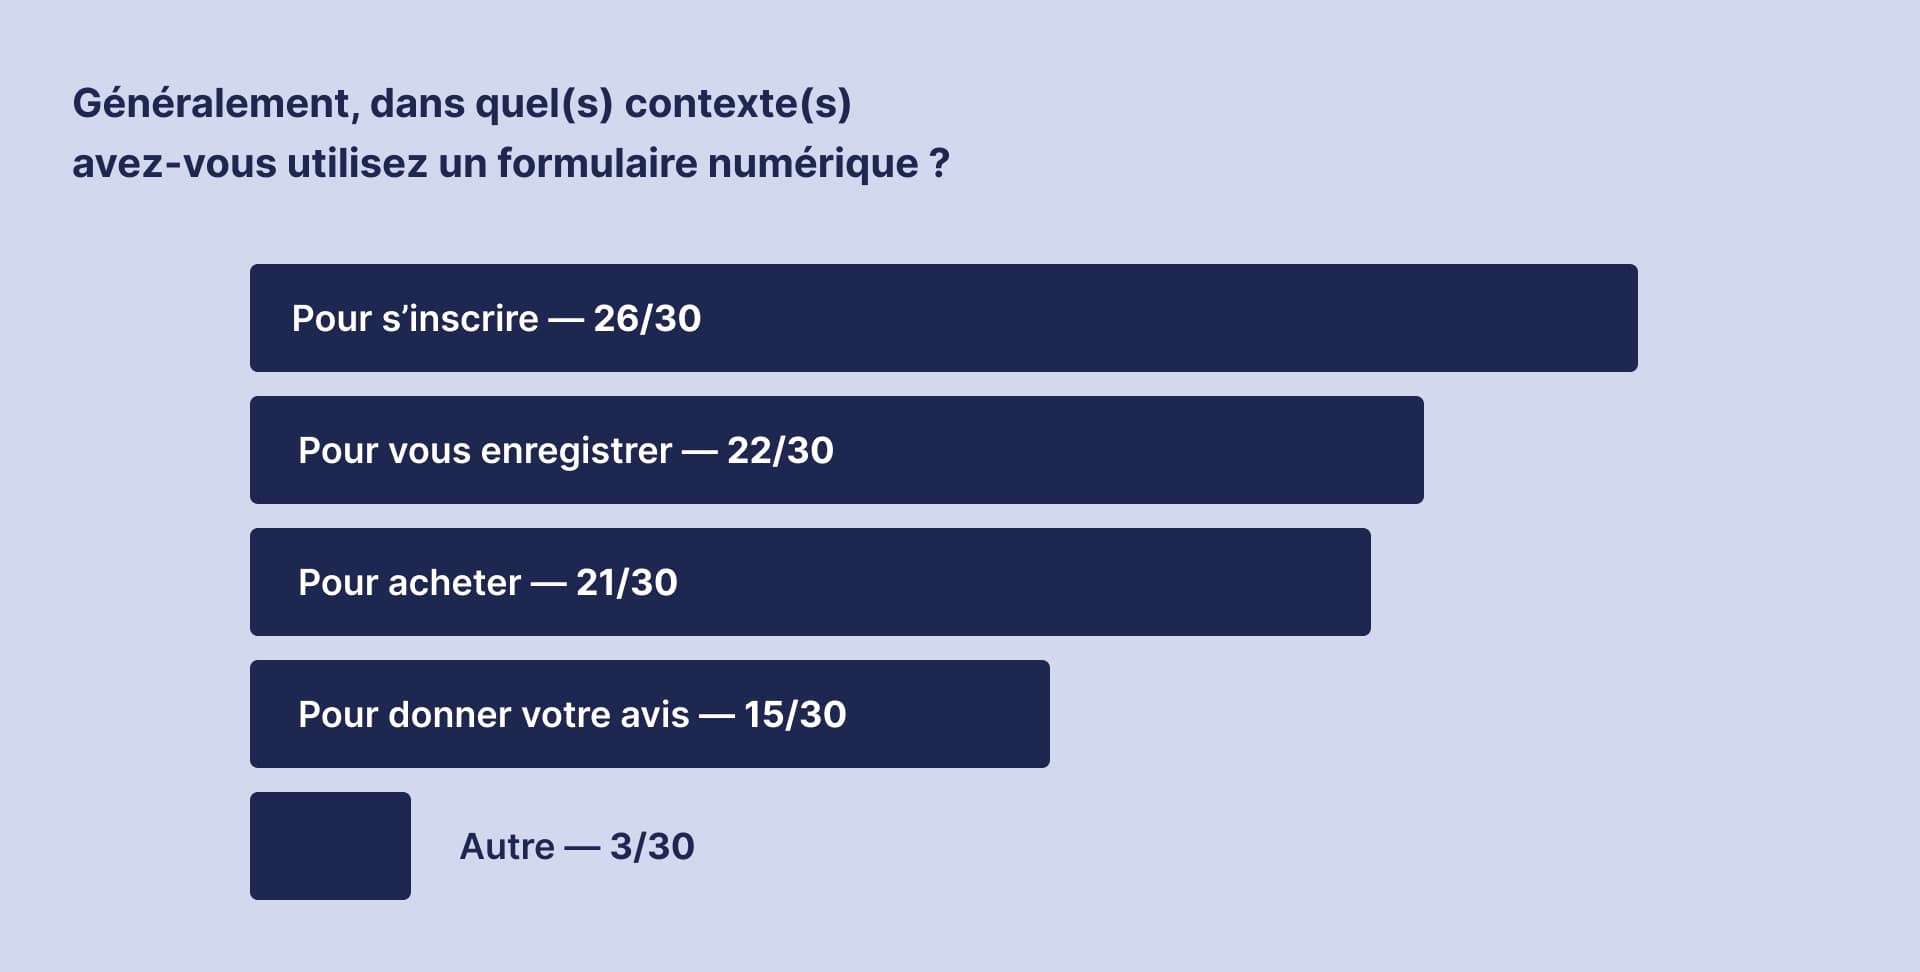 Généralement, dans quel(s) contexte(s)
avez-vous utilisez un formulaire numérique ?
Pour s’inscrire — 26/30
Pour vous enregistrer — 22/30
Pour acheter — 21/30
Pour donner votre avis — 15/30
Autre — 3/30